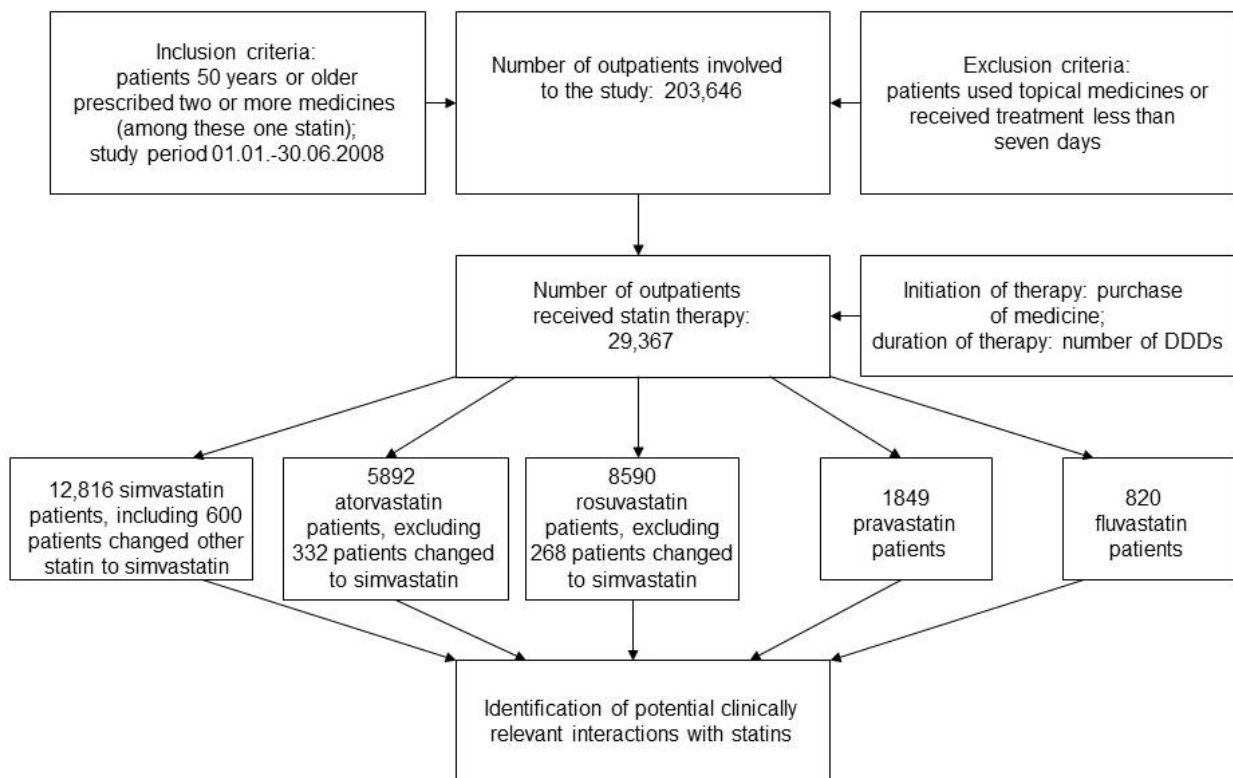 Inclusion criteria:
patients 50 years or older
prescribed two or more medicines
(among these one statin);
study period 01.01.-30.06.2008
Number of outpatients involved
to the study: 203,646
Exclusion criteria:
patients used topical medicines or
received treatment less than
seven days
Number of outpatients
received statin therapy:
29,367
Initiation of therapy: purchase
of medicine;
duration of therapy: number of DDDs
12,816 simvastatin
patients, including 600
patients changed other
statin to simvastatin
5892
atorvastatin
patients, excluding
332 patients changed
to simvastatin
8590
rosuvastatin
patients, excluding
268 patients changed
to simvastatin
1849
pravastatin
patients
820
fluvastatin
patients
Identification of potential clinically
relevant interactions with statins